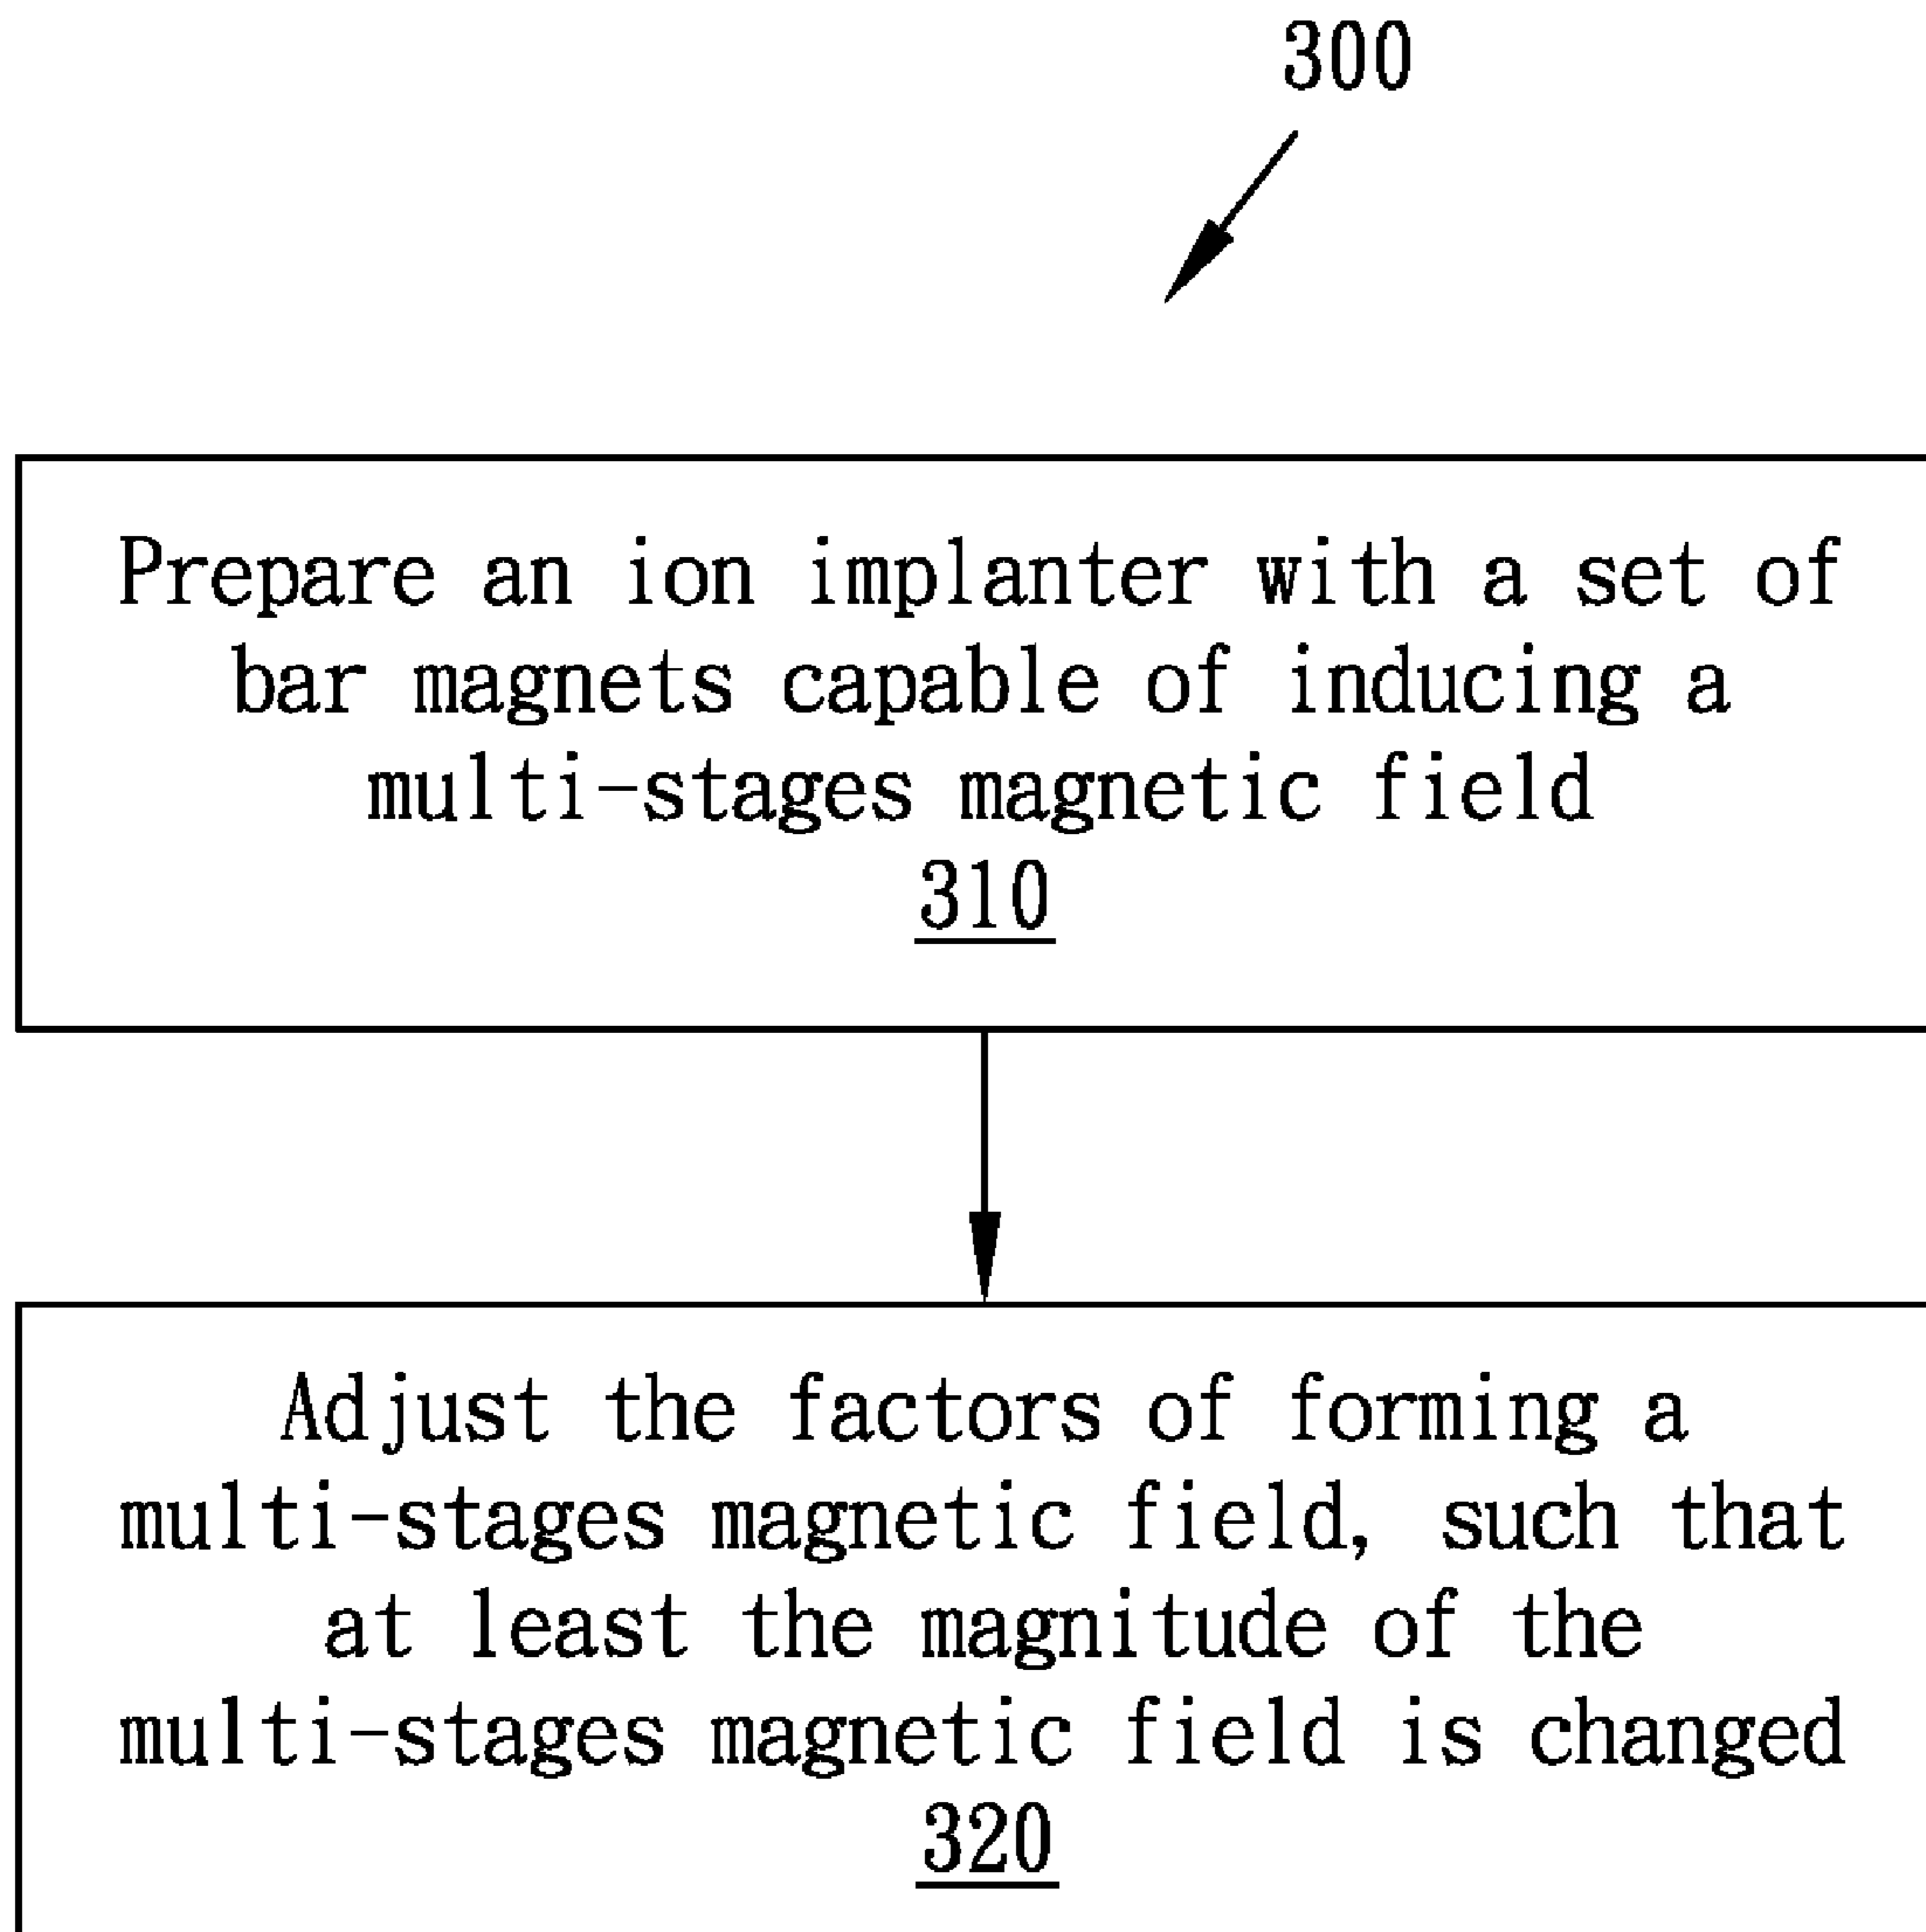 300
Prepare an ion implanter with a set of
bar magnets capable of inducing a
multi-stages magnetic field
310
Adjust the factors of forming a
multi-stages magnetic field, such that
at least the magnitude of the
multi-stages magnetic field is changed
320